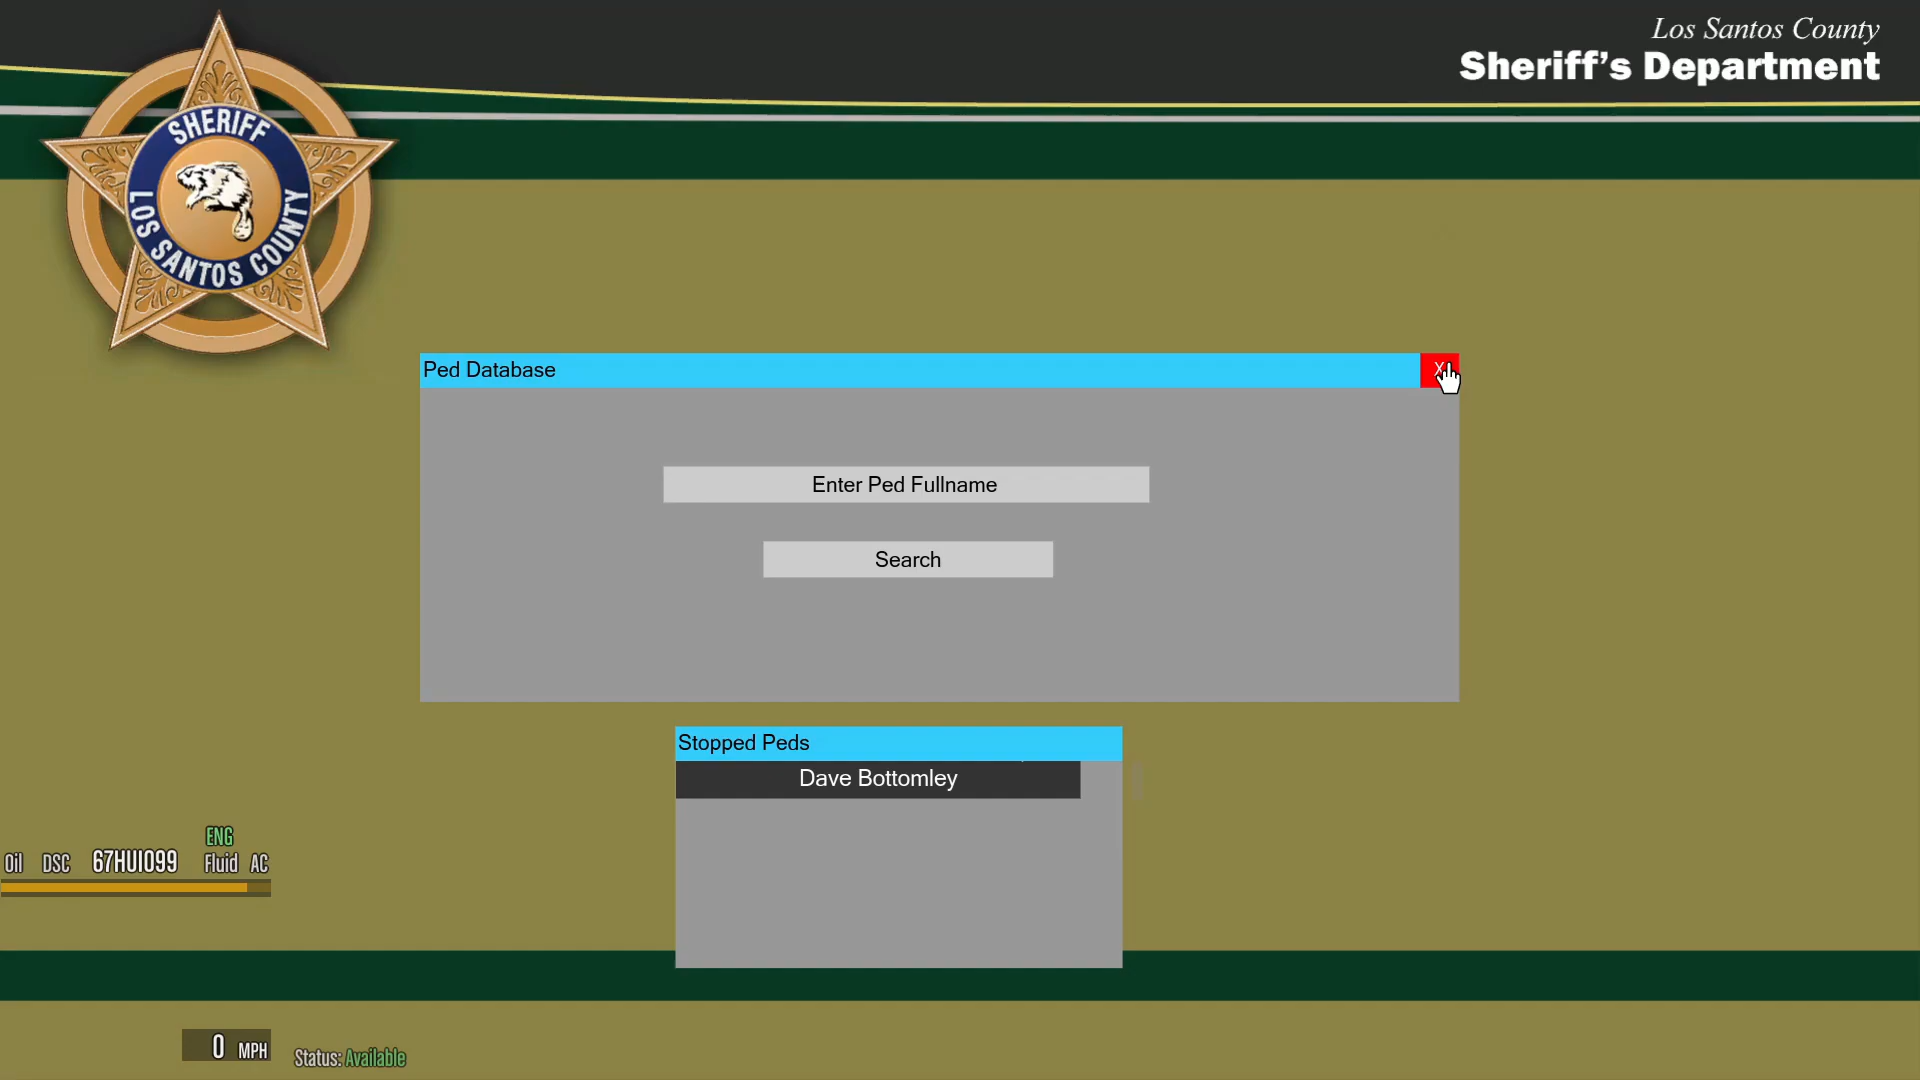 Los Santos County
Sheriff's Department
SHERIFF
LOS SANTOS COUNTY
Ped Database
X
Enter Ped Fullname
Search
Stopped Peds
Dave Bottomley
ENG
Oil DSC 67HUI099 Fluid AC
0 MPH
Status: Available